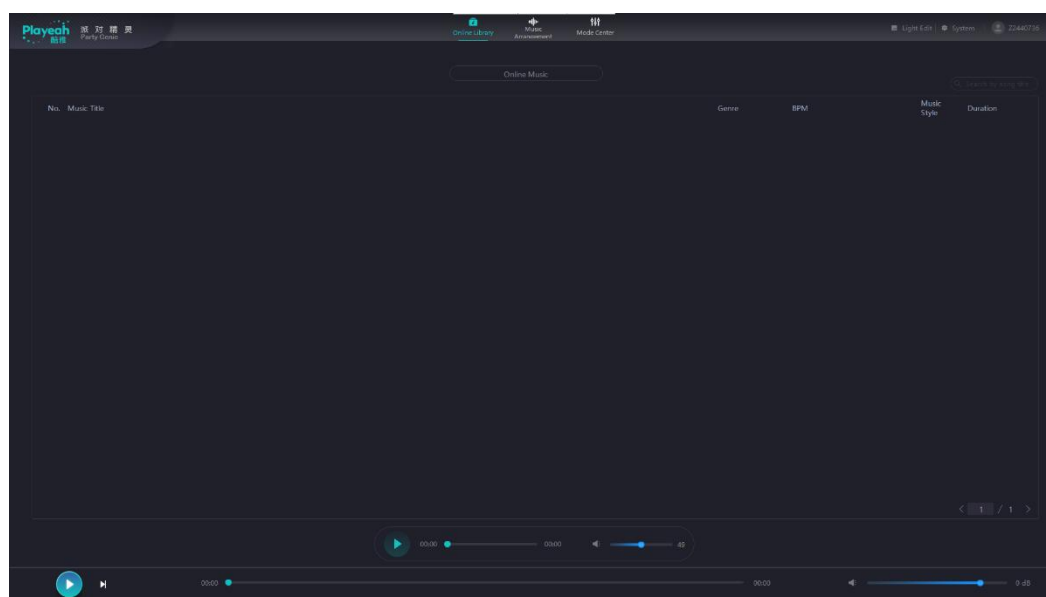 Playeah
酷雅
派对精灵
Party Genie
Online Library
Music
Arrangement
Mode Center
Light Edit
System
Online Music
No. Music Title Genre BPM Music Style Duration
1 / 1
00:00 00:00 45
00:00 00:00 0 dB